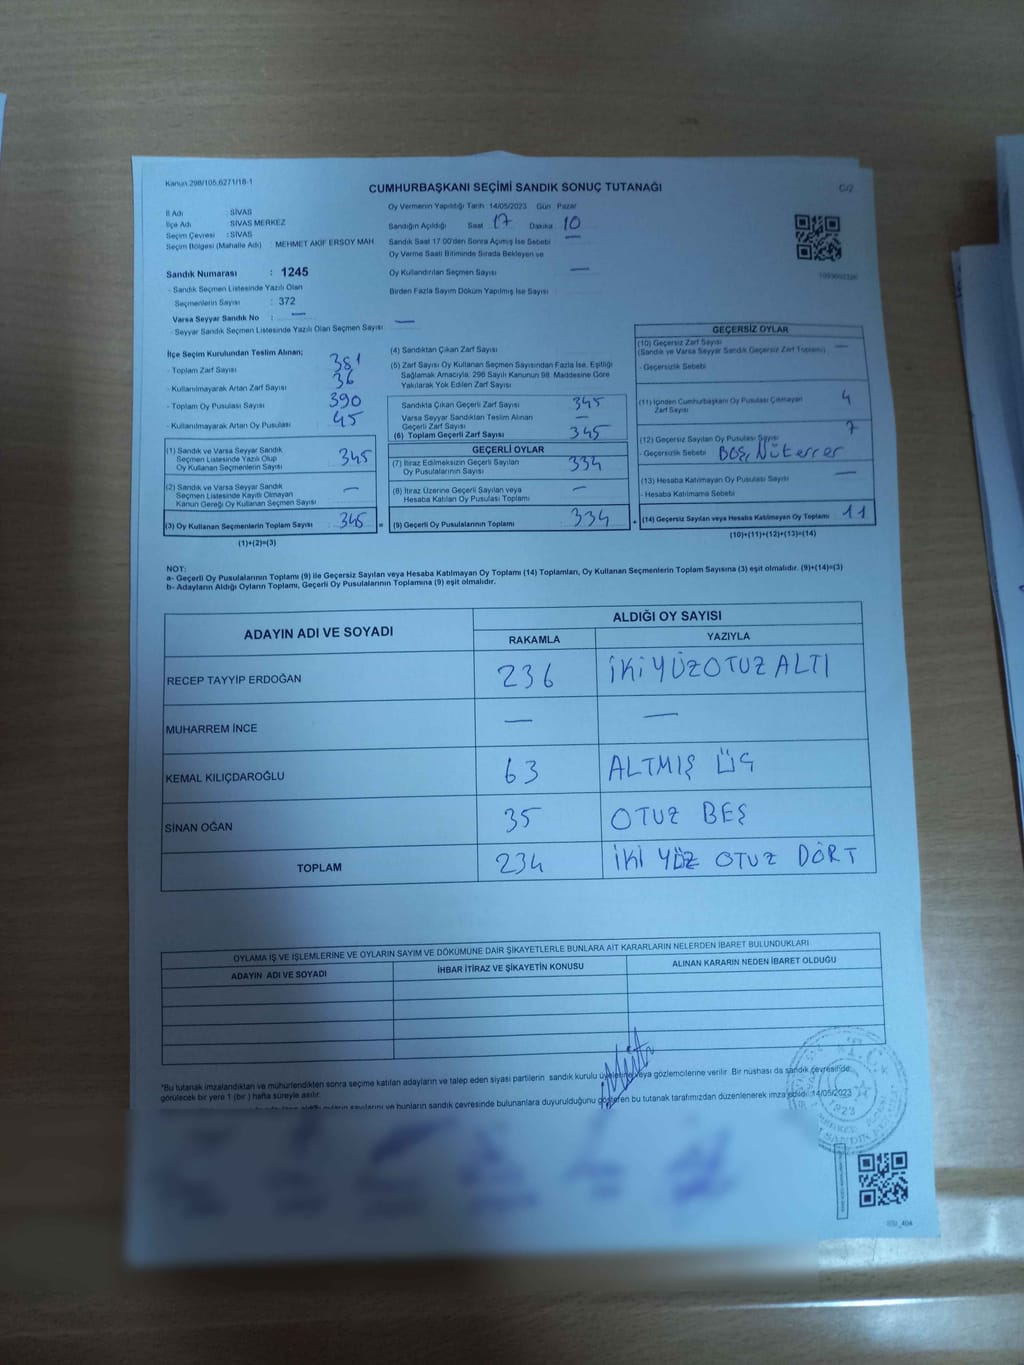 Kanun 298/105,6271/18-1
CUMHURBAŞKANI SEÇİMİ SANDIK SONUÇ TUTANAĞI
C/2
İl Adı : SİVAS
İlçe Adı : SİVAS MERKEZ
Seçim Çevresi : SİVAS
Seçim Bölgesi (Mahalle Adı) : MEHMET AKİF ERSOY MAH
Sandık Numarası : 1245
- Sandık Seçmen Listesinde Yazılı Olan
Seçmenlerin Sayısı : 372
Varsa Seyyar Sandık No : —
- Seyyar Sandık Seçmen Listesinde Yazılı Olan Seçmen Sayısı —
Oy Vermenin Yapıldığı Tarih : 14/05/2023 Gün Pazar
Sandığın Açıldığı Saat 17 Dakika 10
Sandık Saat 17:00'den Sonra Açılmış İse Sebebi —
Oy Verme Saati Bitiminde Sırada Bekleyen ve
Oy Kullandırılan Seçmen Sayısı —
Birden Fazla Sayım Döküm Yapılmış İse Sayısı
İlçe Seçim Kurulundan Teslim Alınan;
- Toplam Zarf Sayısı 381
- Kullanılmayarak Artan Zarf Sayısı 36
- Toplam Oy Pusulası Sayısı 390
- Kullanılmayarak Artan Oy Pusulası 45
(1) Sandık ve Varsa Seyyar Sandık
Seçmen Listesinde Yazılı Olup
Oy Kullanan Seçmenlerin Sayısı 345
(2) Sandık ve Varsa Seyyar Sandık
Seçmen Listesinde Kayıtlı Olmayan
Kanun Gereği Oy Kullanan Seçmen Sayısı —
(3) Oy Kullanan Seçmenlerin Toplam Sayısı 345 =
(1)+(2)=(3)
(4) Sandıktan Çıkan Zarf Sayısı
(5) Zarf Sayısı Oy Kullanan Seçmen Sayısından Fazla İse, Eşitliği
Sağlamak Amacıyla, 298 Sayılı Kanunun 98. Maddesine Göre
Yakılarak Yok Edilen Zarf Sayısı
Sandıkta Çıkan Geçerli Zarf Sayısı 345
Varsa Seyyar Sandıktan Teslim Alınan
Geçerli Zarf Sayısı —
(6) Toplam Geçerli Zarf Sayısı 345
GEÇERLİ OYLAR
(7) İtiraz Edilmeksizin Geçerli Sayılan
Oy Pusulalarının Sayısı 334
(8) İtiraz Üzerine Geçerli Sayılan veya
Hesaba Katılan Oy Pusulası Toplamı —
(9) Geçerli Oy Pusulalarının Toplamı 334 +
GEÇERSİZ OYLAR
(10) Geçersiz Zarf Sayısı —
(Sandık ve Varsa Seyyar Sandık Geçersiz Zarf Toplamı)
- Geçersizlik Sebebi
(11) İçinden Cumhurbaşkanı Oy Pusulası Çıkmayan
Zarf Sayısı 4
(12) Geçersiz Sayılan Oy Pusulası Sayısı 7
- Geçersizlik Sebebi BOŞ,
(13) Hesaba Katılmayan Oy Pusulası Sayısı —
- Hesaba Katılmama Sebebi
(14) Geçersiz Sayılan veya Hesaba Katılmayan Oy Toplamı 11
(10)+(11)+(12)+(13)=(14)
NOT:
a- Geçerli Oy Pusulalarının Toplamı (9) ile Geçersiz Sayılan veya Hesaba Katılmayan Oy Toplamı (14) Toplamları, Oy Kullanan Seçmenlerin Toplam Sayısına (3) eşit olmalıdır. (9)+(14)=(3)
b- Adayların Aldığı Oyların Toplamı, Geçerli Oy Pusulalarının Toplamına (9) eşit olmalıdır.
ADAYIN ADI VE SOYADI
ALDIĞI OY SAYISI
RAKAMLA YAZIYLA
RECEP TAYYİP ERDOĞAN 236 İKİYÜZOTUZALTI
MUHARREM İNCE — —
KEMAL KILIÇDAROĞLU 63 ALTMIŞ ÜÇ
SİNAN OĞAN 35 OTUZ BEŞ
TOPLAM 234 İKİ YÜZ OTUZ DÖRT
OYLAMA İŞ VE İŞLEMLERİNE VE OYLARIN SAYIM VE DÖKÜMÜNE DAİR ŞİKAYETLERLE BUNLARA AİT KARARLARIN NELERDEN İBARET BULUNDUKLARI
ADAYIN ADI VE SOYADI İHBAR İTİRAZ VE ŞİKAYETİN KONUSU ALINAN KARARIN NEDEN İBARET OLDUĞU
*Bu tutanak imzalandıktan ve mühürlendikten sonra seçime katılan adayların ve talep eden siyasi partilerin sandık kurulu üyelerine veya gözlemcilerine verilir. Bir nüshası da sandık çevresinde
görülecek bir yere 1 (bir) hafta süreyle asılır.
sayılarını ve bunların sandık çevresinde bulunanlara duyurulduğunu gösteren bu tutanak tarafımızdan düzenlenerek imza edildi. 14/05/2023
T.C.
1923